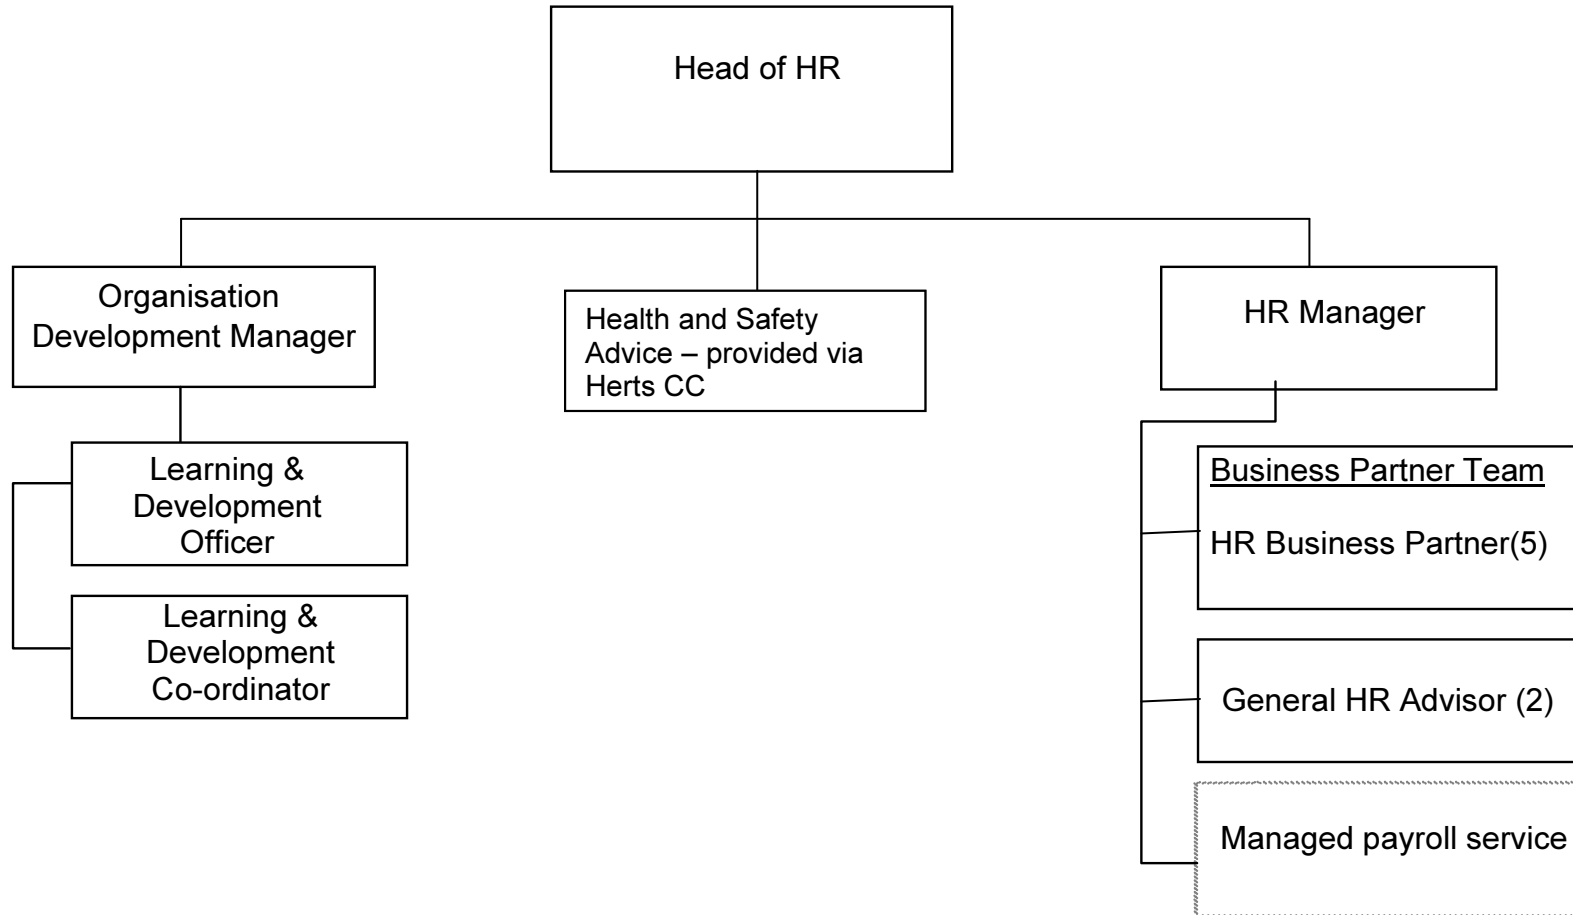 Head of HR
Organisation
Development Manager
Health and Safety
Advice – provided via
Herts CC
HR Manager
Learning &
Development
Officer
Learning &
Development
Co-ordinator
Business Partner Team
HR Business Partner(5)
General HR Advisor (2)
Managed payroll service